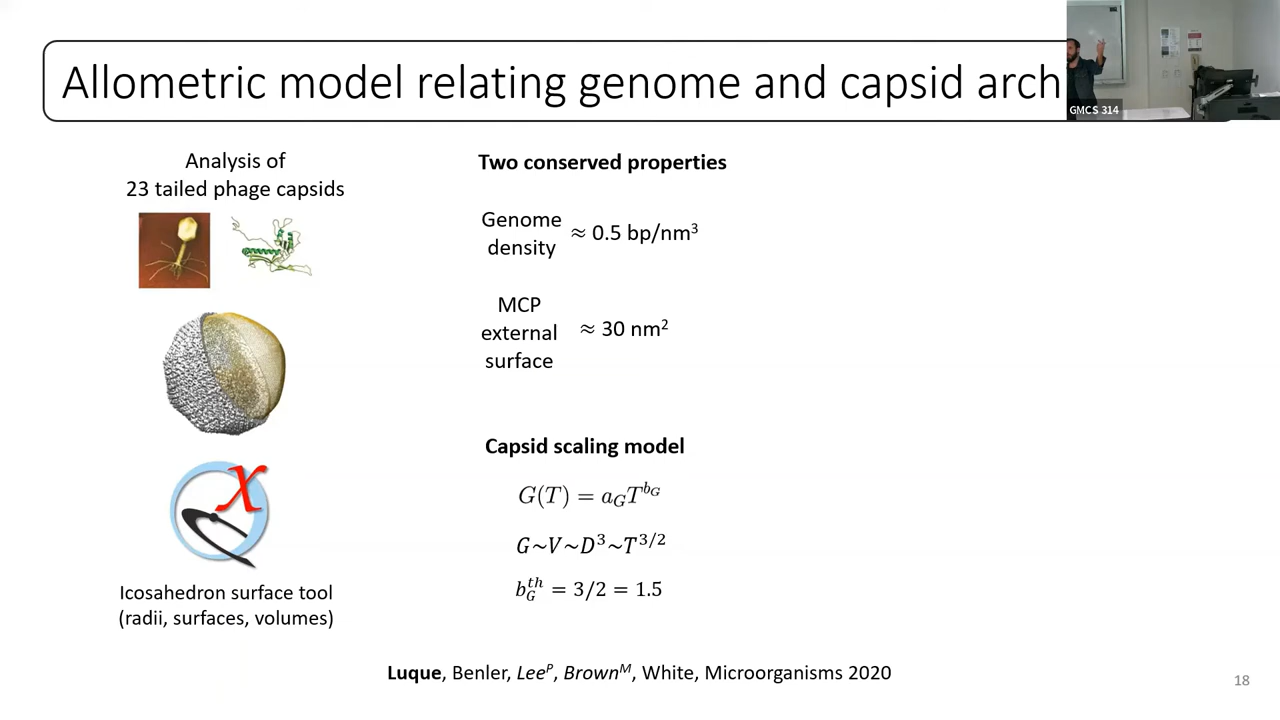 Allometric model relating genome and capsid arch
GMCS 314
Analysis of
23 tailed phage capsids
X
Icosahedron surface tool
(radii, surfaces, volumes)
Two conserved properties
Genome
density ≈ 0.5 bp/nm³
MCP
external
surface ≈ 30 nm²
Capsid scaling model
G(T) = a_G T^{b_G}
G~V~D³~T^{3/2}
b_G^{th} = 3/2 = 1.5
Luque, Benler, Lee^P, Brown^M, White, Microorganisms 2020
18